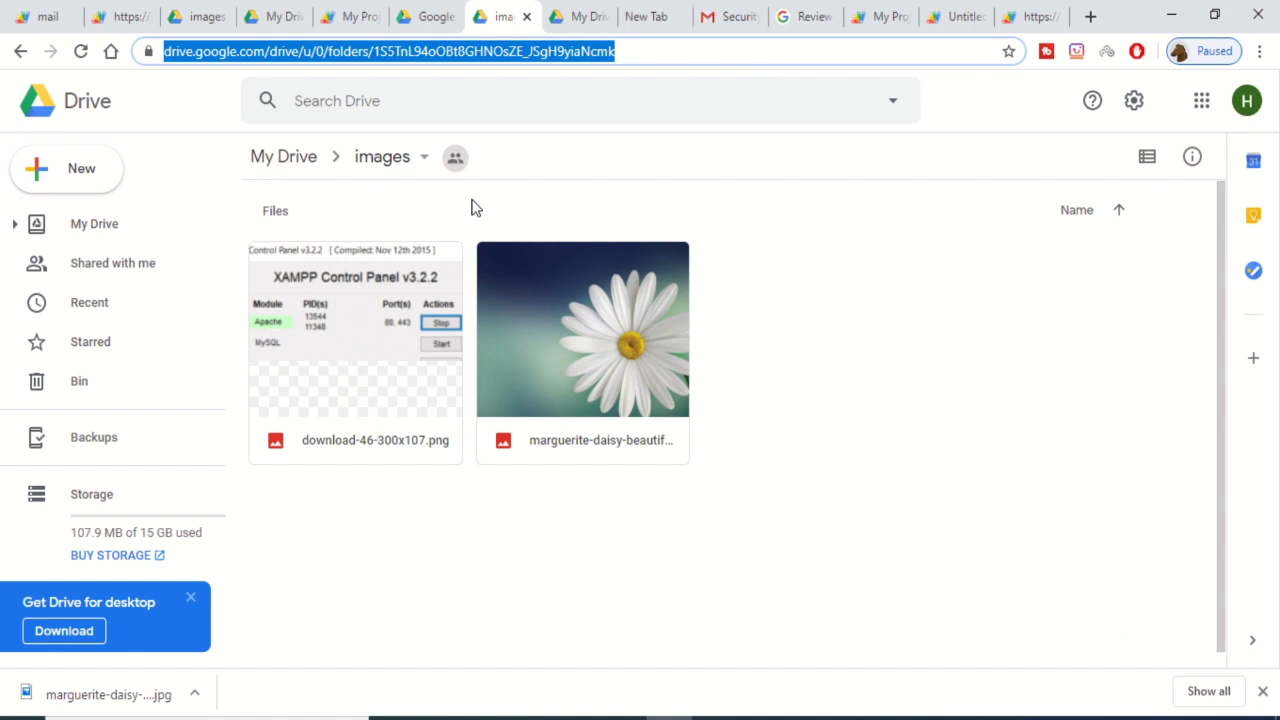 mail
https:/
images
My Driv
My Proj
Google
ima
My Driv
New Tab
Securit
Review
My Pro
Untitled
https:/
drive.google.com/drive/u/0/folders/1S5TnL94oOBt8GHNOsZE_JSgH9yiaNcmk
Paused
Drive
Search Drive
H
New
My Drive
images
31
Files
Name
My Drive
Shared with me
Recent
Starred
Bin
Backups
Storage
107.9 MB of 15 GB used
BUY STORAGE
Control Panel v3.2.2 [ Compiled: Nov 12th 2015 ]
XAMPP Control Panel v3.2.2
Module PID(s) Port(s) Actions
Apache 13544 11348 80, 443 Stop
MySQL Start
download-46-300x107.png
marguerite-daisy-beautif...
Get Drive for desktop
Download
marguerite-daisy-....jpg
Show all